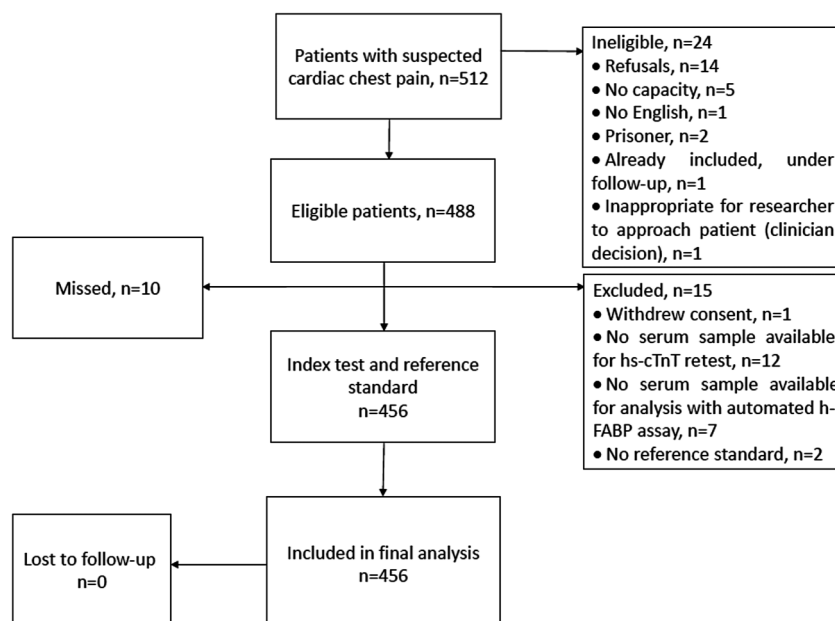 Patients with suspected
cardiac chest pain, n=512
Ineligible, n=24
• Refusals, n=14
• No capacity, n=5
• No English, n=1
• Prisoner, n=2
• Already included, under
follow-up, n=1
• Inappropriate for researcher
to approach patient (clinician
decision), n=1
Eligible patients, n=488
Missed, n=10
Excluded, n=15
• Withdrew consent, n=1
• No serum sample available
for hs-cTnT retest, n=12
• No serum sample available
for analysis with automated h-
FABP assay, n=7
• No reference standard, n=2
Index test and reference
standard
n=456
Lost to follow-up
n=0
Included in final analysis
n=456